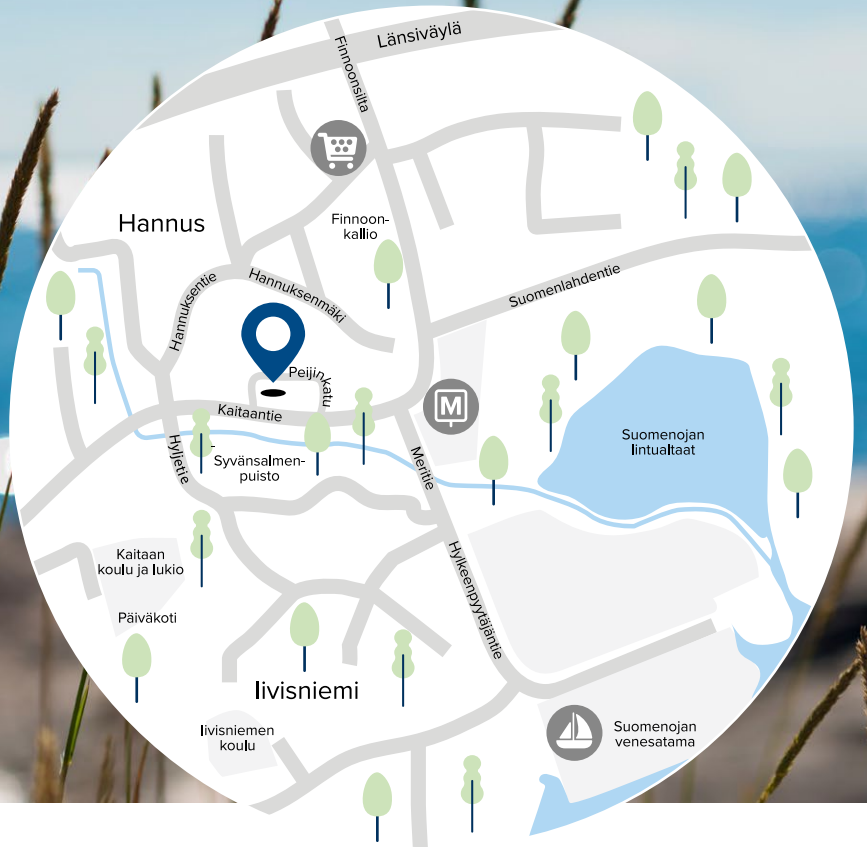 Länsiväylä
Finnoonsilta
Hannus
Finnoon-
kallio
Hannuksentie
Hannuksenmäki
Suomenlahdentie
Peijinkatu
Kaitaantie
M
Suomenojan
lintualtaat
Hyljetie
Syvänsalmen-
puisto
Meritie
Kaitaan
koulu ja lukio
Päiväkoti
Hylkeenpyytäjäntie
Iivisniemi
Iivisniemen
koulu
Suomenojan
venesatama